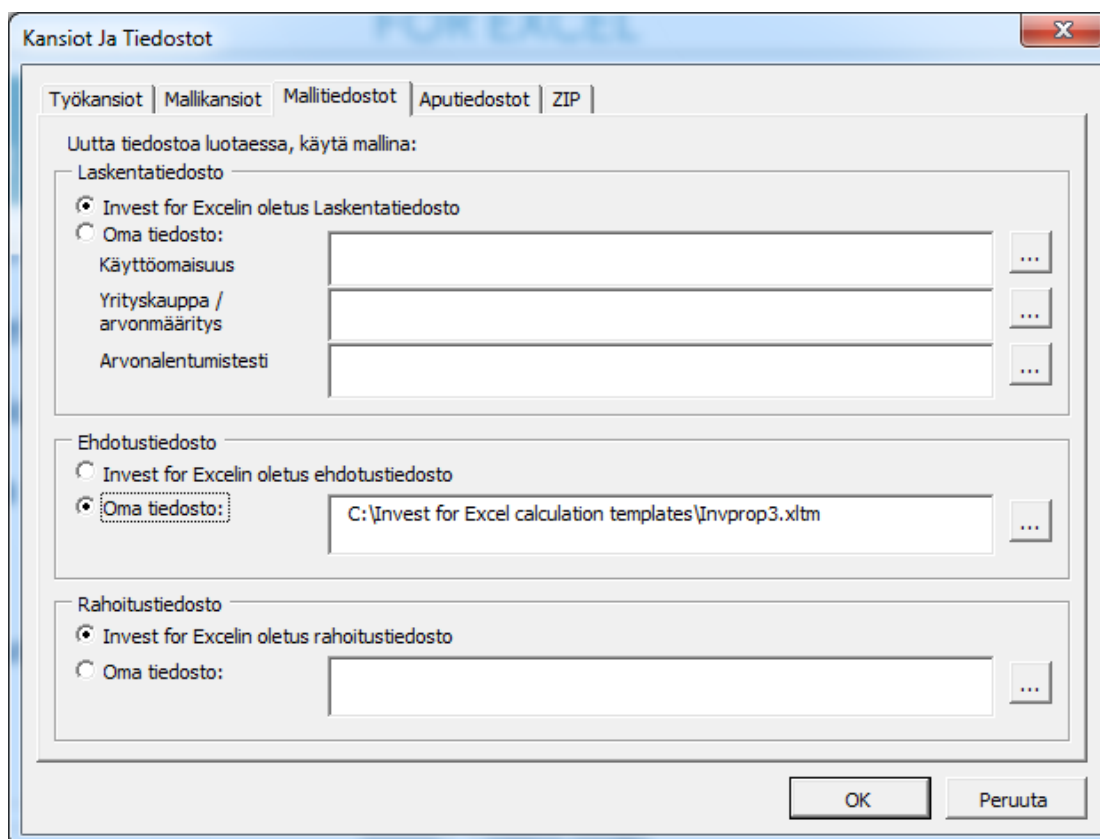 FOR EXCEL
Kansiot Ja Tiedostot
Työkansiot Mallikansiot Mallitiedostot Aputiedostot ZIP
Uutta tiedostoa luotaessa, käytä mallina:
Laskentatiedosto
Invest for Excelin oletus Laskentatiedosto
Oma tiedosto:
Käyttöomaisuus
...
Yrityskauppa /
arvonmääritys
...
Arvonalentumistesti
...
Ehdotustiedosto
Invest for Excelin oletus ehdotustiedosto
Oma tiedosto: C:\Invest for Excel calculation templates\Invprop3.xltm ...
Rahoitustiedosto
Invest for Excelin oletus rahoitustiedosto
Oma tiedosto: ...
OK Peruuta